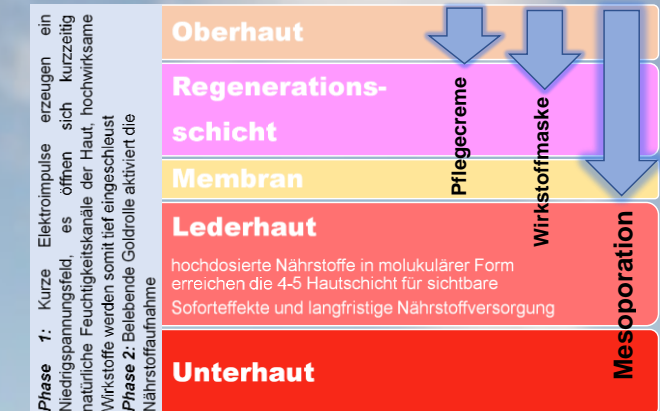 Phase 1: Kurze Elektroimpulse erzeugen ein
Niedrigspannungsfeld, es öffnen sich kurzzeitig
natürliche Feuchtigkeitskanäle der Haut, hochwirksame
Wirkstoffe werden somit tief eingeschleust
Phase 2: Belebende Goldrolle aktiviert die
Nährstoffaufnahme
Oberhaut
Regenerations-
schicht
Membran
Lederhaut
hochdosierte Nährstoffe in molukulärer Form
erreichen die 4-5 Hautschicht für sichtbare
Soforteffekte und langfristige Nährstoffversorgung
Unterhaut
Pflegecreme
Wirkstoffmaske
Mesoporation